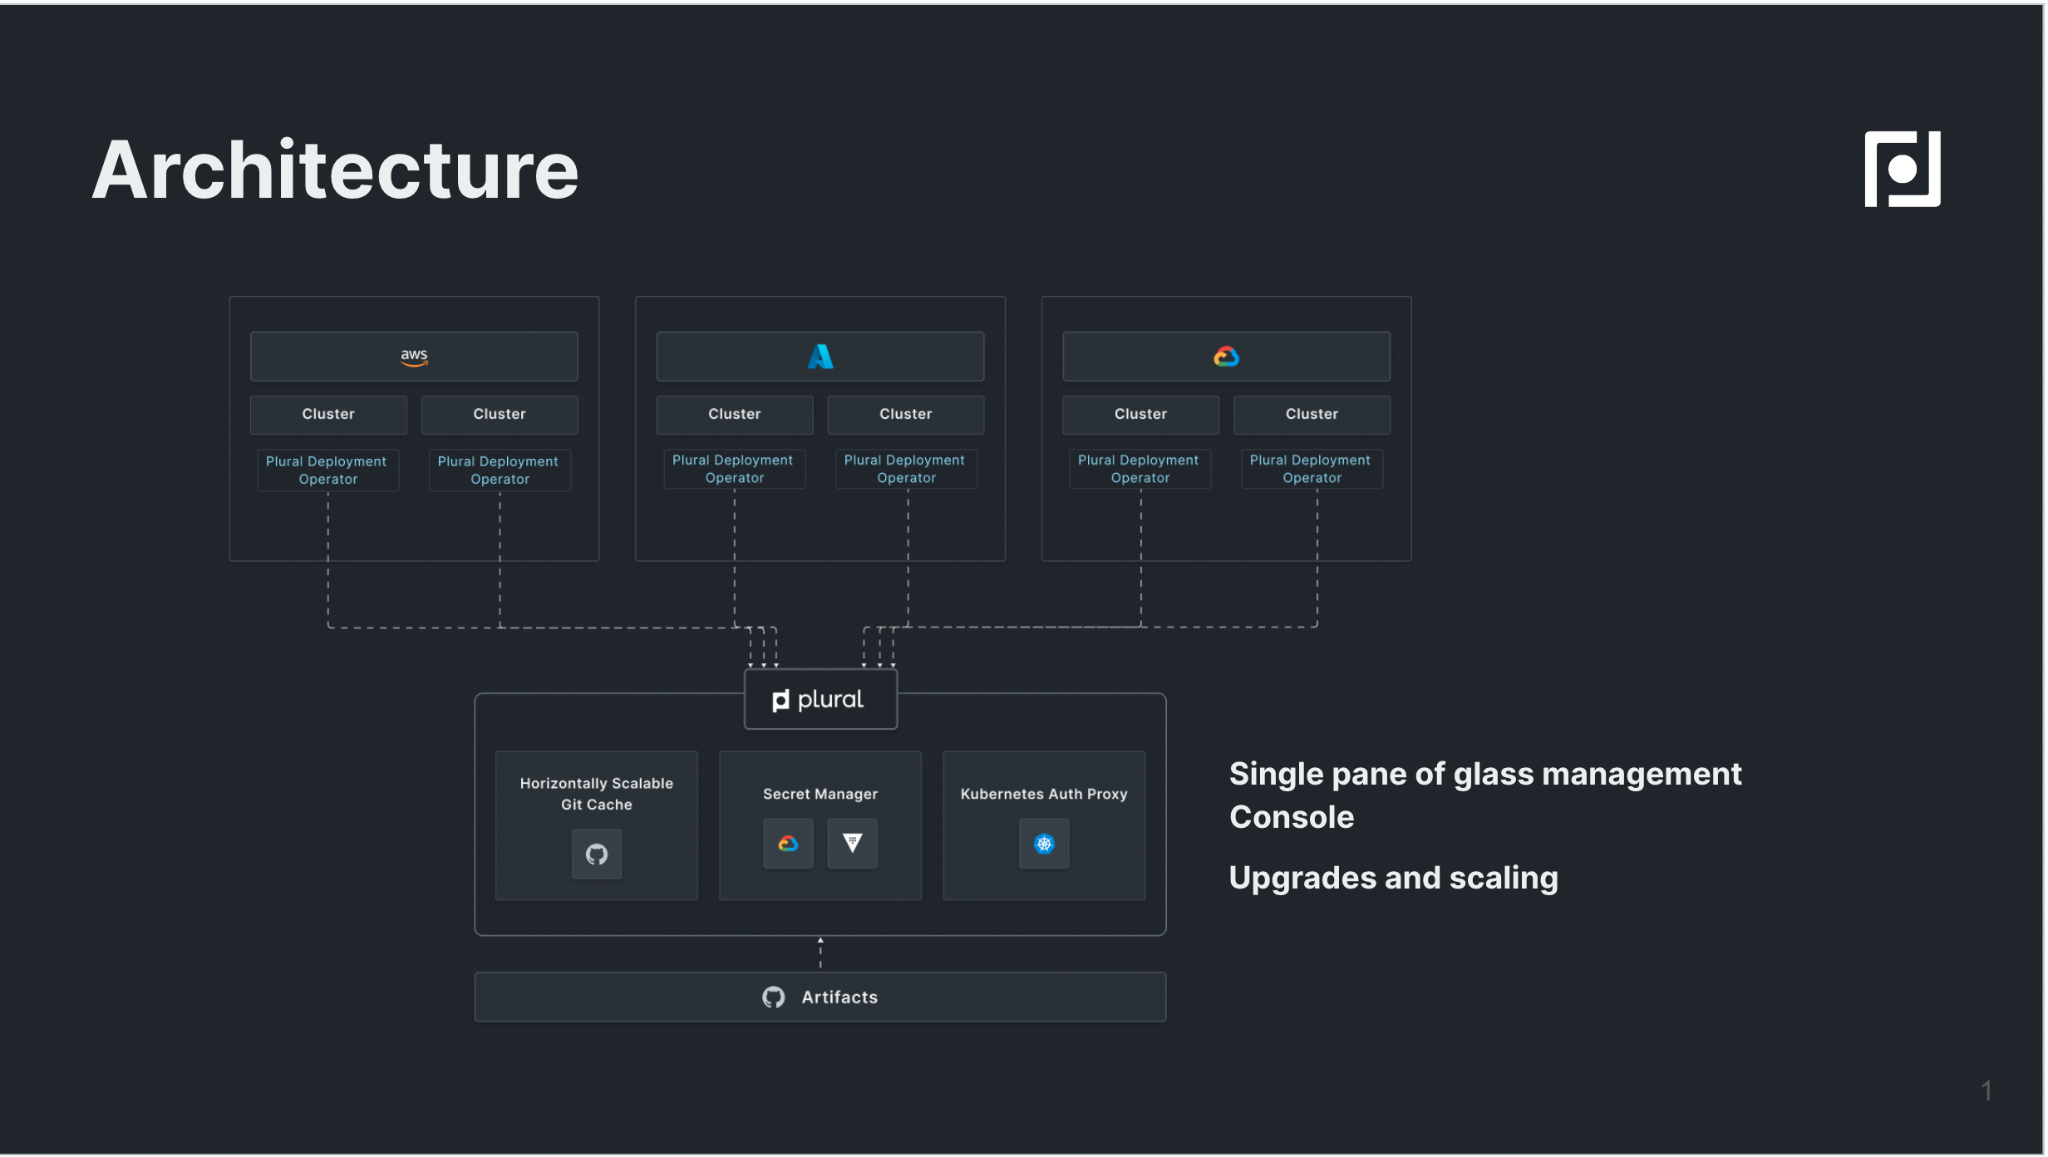 Architecture
aws
Cluster
Cluster
Plural Deployment
Operator
Plural Deployment
Operator
Cluster
Cluster
Plural Deployment
Operator
Plural Deployment
Operator
Cluster
Cluster
Plural Deployment
Operator
Plural Deployment
Operator
plural
Horizontally Scalable
Git Cache
Secret Manager
Kubernetes Auth Proxy
Single pane of glass management
Console
Upgrades and scaling
Artifacts
1